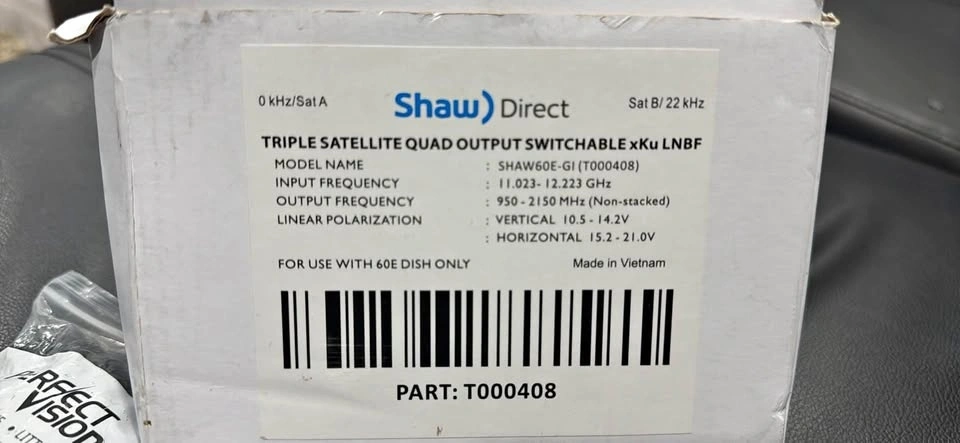 0 kHz/Sat A
Shaw) Direct
Sat B/ 22 kHz
TRIPLE SATELLITE QUAD OUTPUT SWITCHABLE xKu LNBF
MODEL NAME : SHAW60E-GI (T000408)
INPUT FREQUENCY : 11.023- 12.223 GHz
OUTPUT FREQUENCY : 950 - 2150 MHz (Non-stacked)
LINEAR POLARIZATION : VERTICAL 10.5 - 14.2V
: HORIZONTAL 15.2 - 21.0V
FOR USE WITH 60E DISH ONLY
Made in Vietnam
PART: T000408
PERFECT
VISION